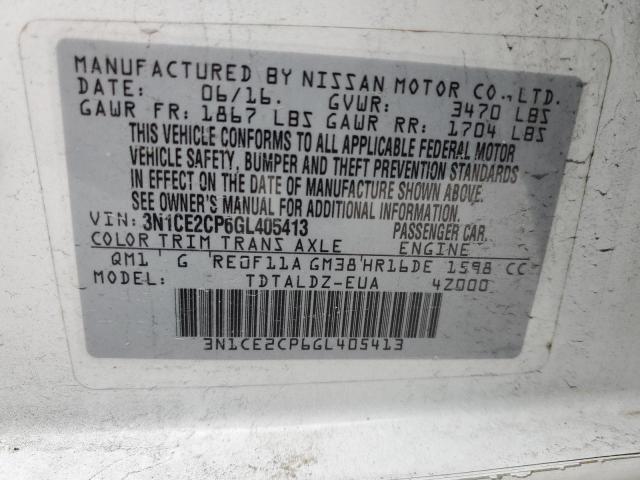 MANUFACTURED BY NISSAN MOTOR CO., LTD.
DATE: 06/16. GVWR: 3470 LBS
GAWR FR: 1867 LBS GAWR RR: 1704 LBS
THIS VEHICLE CONFORMS TO ALL APPLICABLE FEDERAL MOTOR
VEHICLE SAFETY, BUMPER AND THEFT PREVENTION STANDARDS
IN EFFECT ON THE DATE OF MANUFACTURE SHOWN ABOVE.
SEE OWNER'S MANUAL FOR ADDITIONAL INFORMATION.
VIN: 3N1CE2CP6GL405413 PASSENGER CAR.
COLOR TRIM TRANS AXLE ENGINE
QM1 G RE0F11A GM38 HR16DE 1598 CC
MODEL: TDTALDZ-EUA 4Z000
3N1CE2CP6GL405413